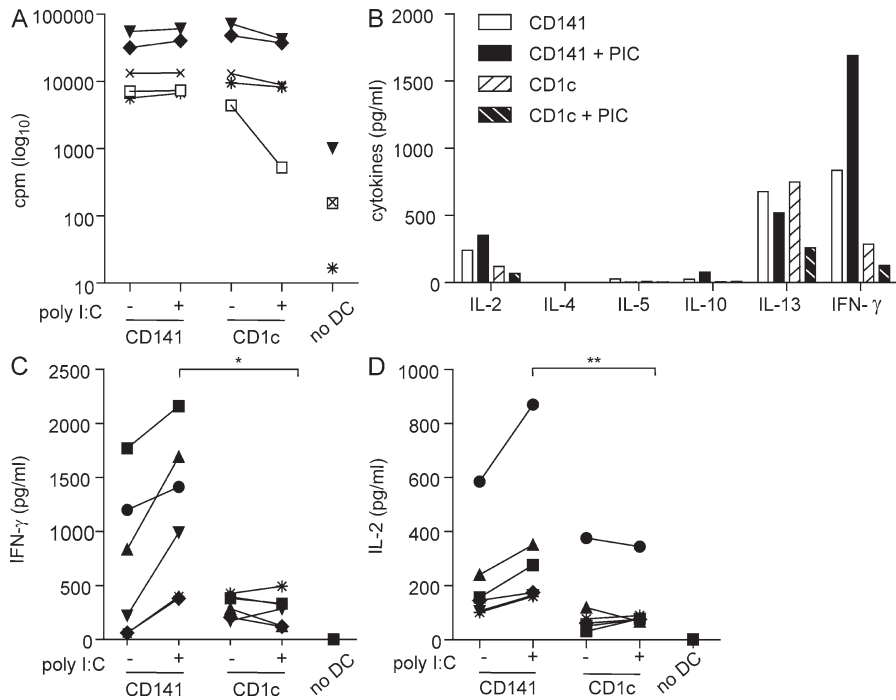 A
cpm (log10)
100000
10000
1000
100
10
poly I:C - + - +
CD141 CD1c no DC
B
cytokines (pg/ml)
2000
1500
1000
500
0
CD141
CD141 + PIC
CD1c
CD1c + PIC
IL-2 IL-4 IL-5 IL-10 IL-13 IFN-γ
C
IFN-γ (pg/ml)
2500
2000
1500
1000
500
0
*
poly I:C - + - +
CD141 CD1c no DC
D
IL-2 (pg/ml)
1000
800
600
400
200
0
**
poly I:C - + - +
CD141 CD1c no DC